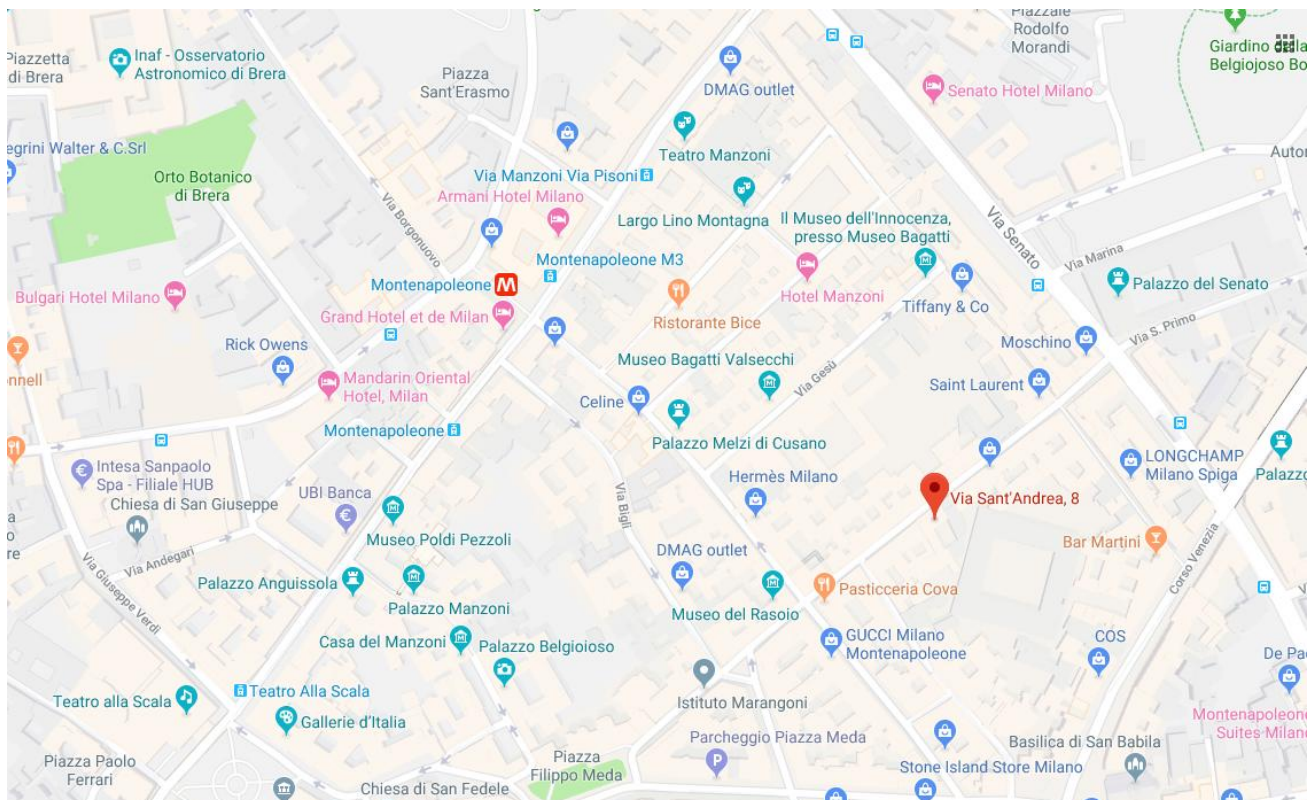 Piazzale
Rodolfo
Morandi
Giardino della
Belgiojoso Bo
Piazzetta
di Brera
Inaf - Osservatorio
Astronomico di Brera
Piazza
Sant'Erasmo
DMAG outlet
Senato Hotel Milano
egrini Walter & C.Srl
Orto Botanico
di Brera
Teatro Manzoni
Auton
Via Manzoni Via Pisoni
Armani Hotel Milano
Largo Lino Montagna
Il Museo dell'Innocenza,
presso Museo Bagatti
Via Senato
Via Borgonuovo
Via Marina
Montenapoleone M3
Montenapoleone
M
Bulgari Hotel Milano
Grand Hotel et de Milan
Hotel Manzoni
Palazzo del Senato
Tiffany & Co
Ristorante Bice
Via S. Primo
Rick Owens
Moschino
onnell
Mandarin Oriental
Hotel, Milan
Museo Bagatti Valsecchi
Via Gesù
Saint Laurent
Celine
Montenapoleone
Palazzo Melzi di Cusano
LONGCHAMP
Milano Spiga
Palazzo
Intesa Sanpaolo
Spa - Filiale HUB
Chiesa di San Giuseppe
UBI Banca
Hermès Milano
Via Bigli
Via Sant'Andrea, 8
Museo Poldi Pezzoli
Bar Martini
Via Andegari
DMAG outlet
Corso Venezia
Via Giuseppe Verdi
Palazzo Anguissola
Palazzo Manzoni
Museo del Rasoio
Pasticceria Cova
Casa del Manzoni
Palazzo Belgioioso
GUCCI Milano
Montenapoleone
COS
De Pa
Teatro alla Scala
Teatro Alla Scala
Gallerie d'Italia
Istituto Marangoni
Montenapoleone
Suites Milano
Piazza Paolo
Ferrari
Piazza
Filippo Meda
Parcheggio Piazza Meda
P
Basilica di San Babila
Stone Island Store Milano
Chiesa di San Fedele